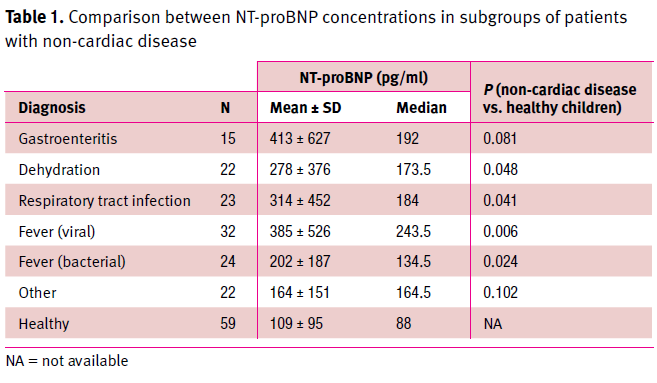 Table 1. Comparison between NT-proBNP concentrations in subgroups of patients
with non-cardiac disease
NT-proBNP (pg/ml)
P (non-cardiac disease
vs. healthy children)
Diagnosis N Mean ± SD Median
Gastroenteritis 15 413 ± 627 192 0.081
Dehydration 22 278 ± 376 173.5 0.048
Respiratory tract infection 23 314 ± 452 184 0.041
Fever (viral) 32 385 ± 526 243.5 0.006
Fever (bacterial) 24 202 ± 187 134.5 0.024
Other 22 164 ± 151 164.5 0.102
Healthy 59 109 ± 95 88 NA
NA = not available